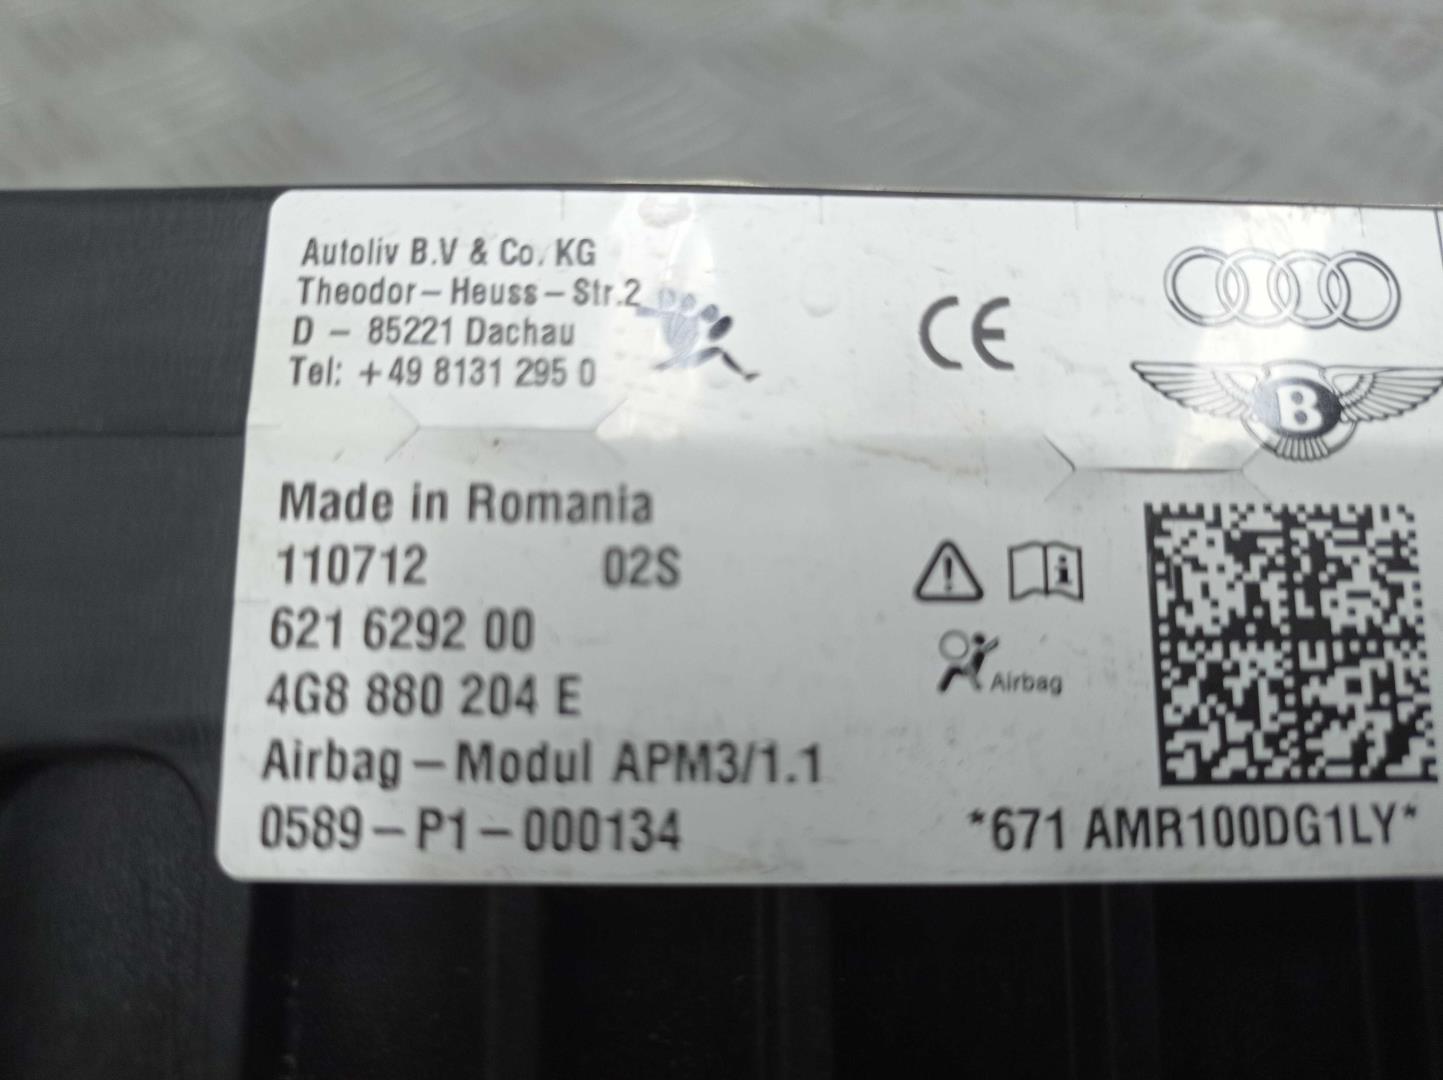 Autoliv B.V & Co. KG
Theodor-Heuss-Str.2
D - 85221 Dachau
Tel: +49 8131 295 0
CE
B
Made in Romania
110712 02S
621 6292 00
4G8 880 204 E
Airbag
Airbag-Modul APM3/1.1
0589-P1-000134
*671 AMR100DG1LY*